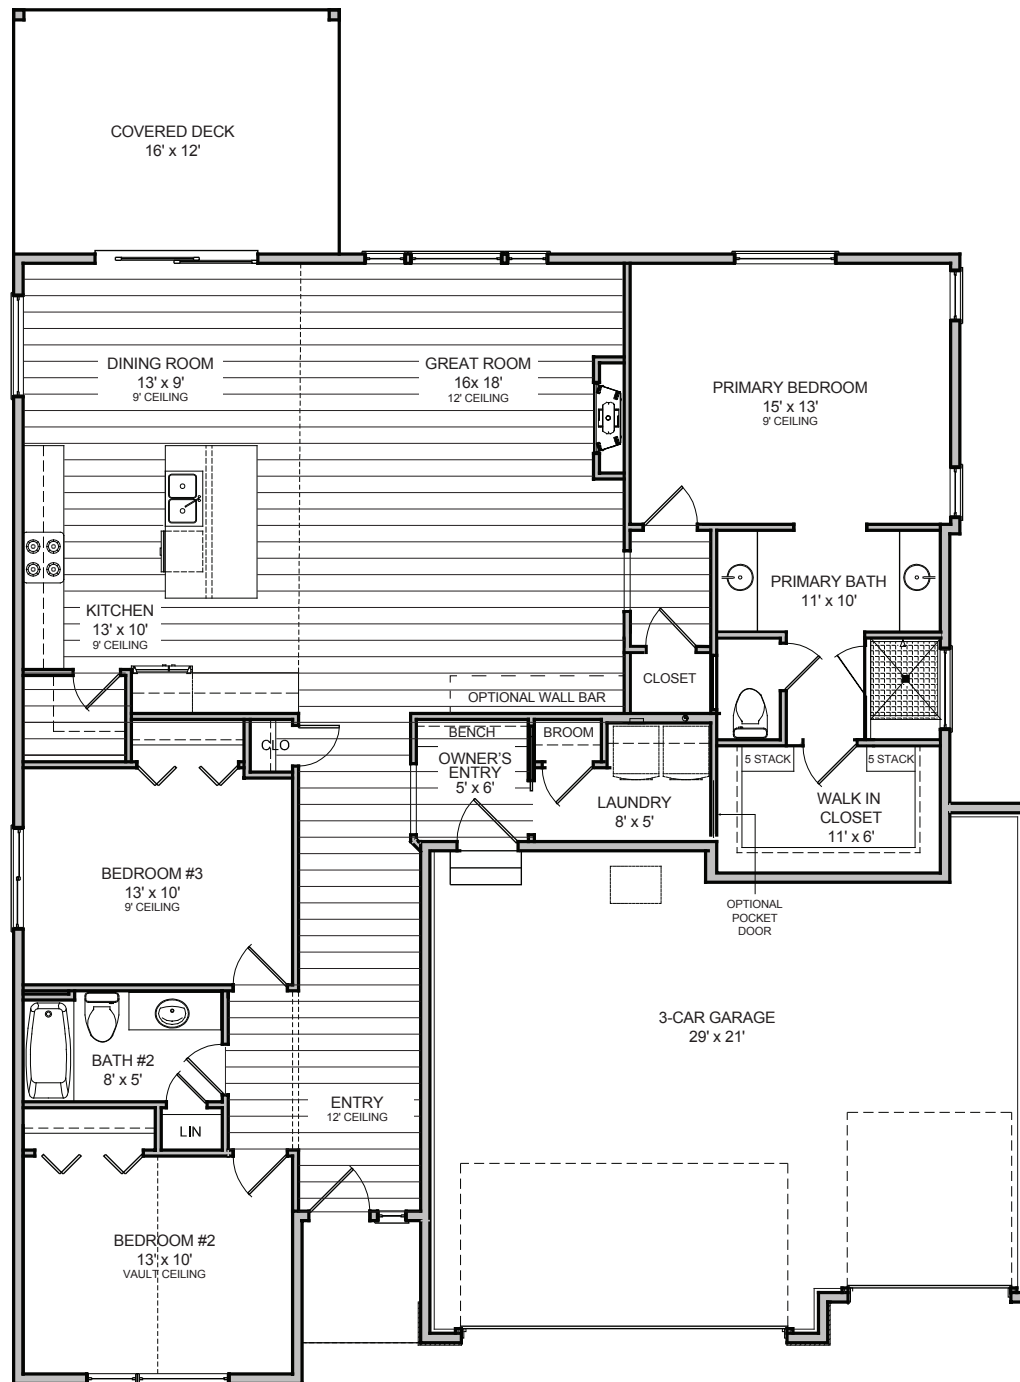 COVERED DECK
16' x 12'
DINING ROOM
13' x 9'
9' CEILING
GREAT ROOM
16x 18'
12' CEILING
PRIMARY BEDROOM
15' x 13'
9' CEILING
KITCHEN
13' x 10'
9' CEILING
PRIMARY BATH
11' x 10'
CLOSET
OPTIONAL WALL BAR
CLO
BENCH
OWNER'S
ENTRY
5' x 6'
BROOM
LAUNDRY
8' x 5'
5 STACK
5 STACK
WALK IN
CLOSET
11' x 6'
OPTIONAL
POCKET
DOOR
BEDROOM #3
13' x 10'
9' CEILING
3-CAR GARAGE
29' x 21'
BATH #2
8' x 5'
LIN
ENTRY
12' CEILING
BEDROOM #2
13' x 10'
VAULT CEILING